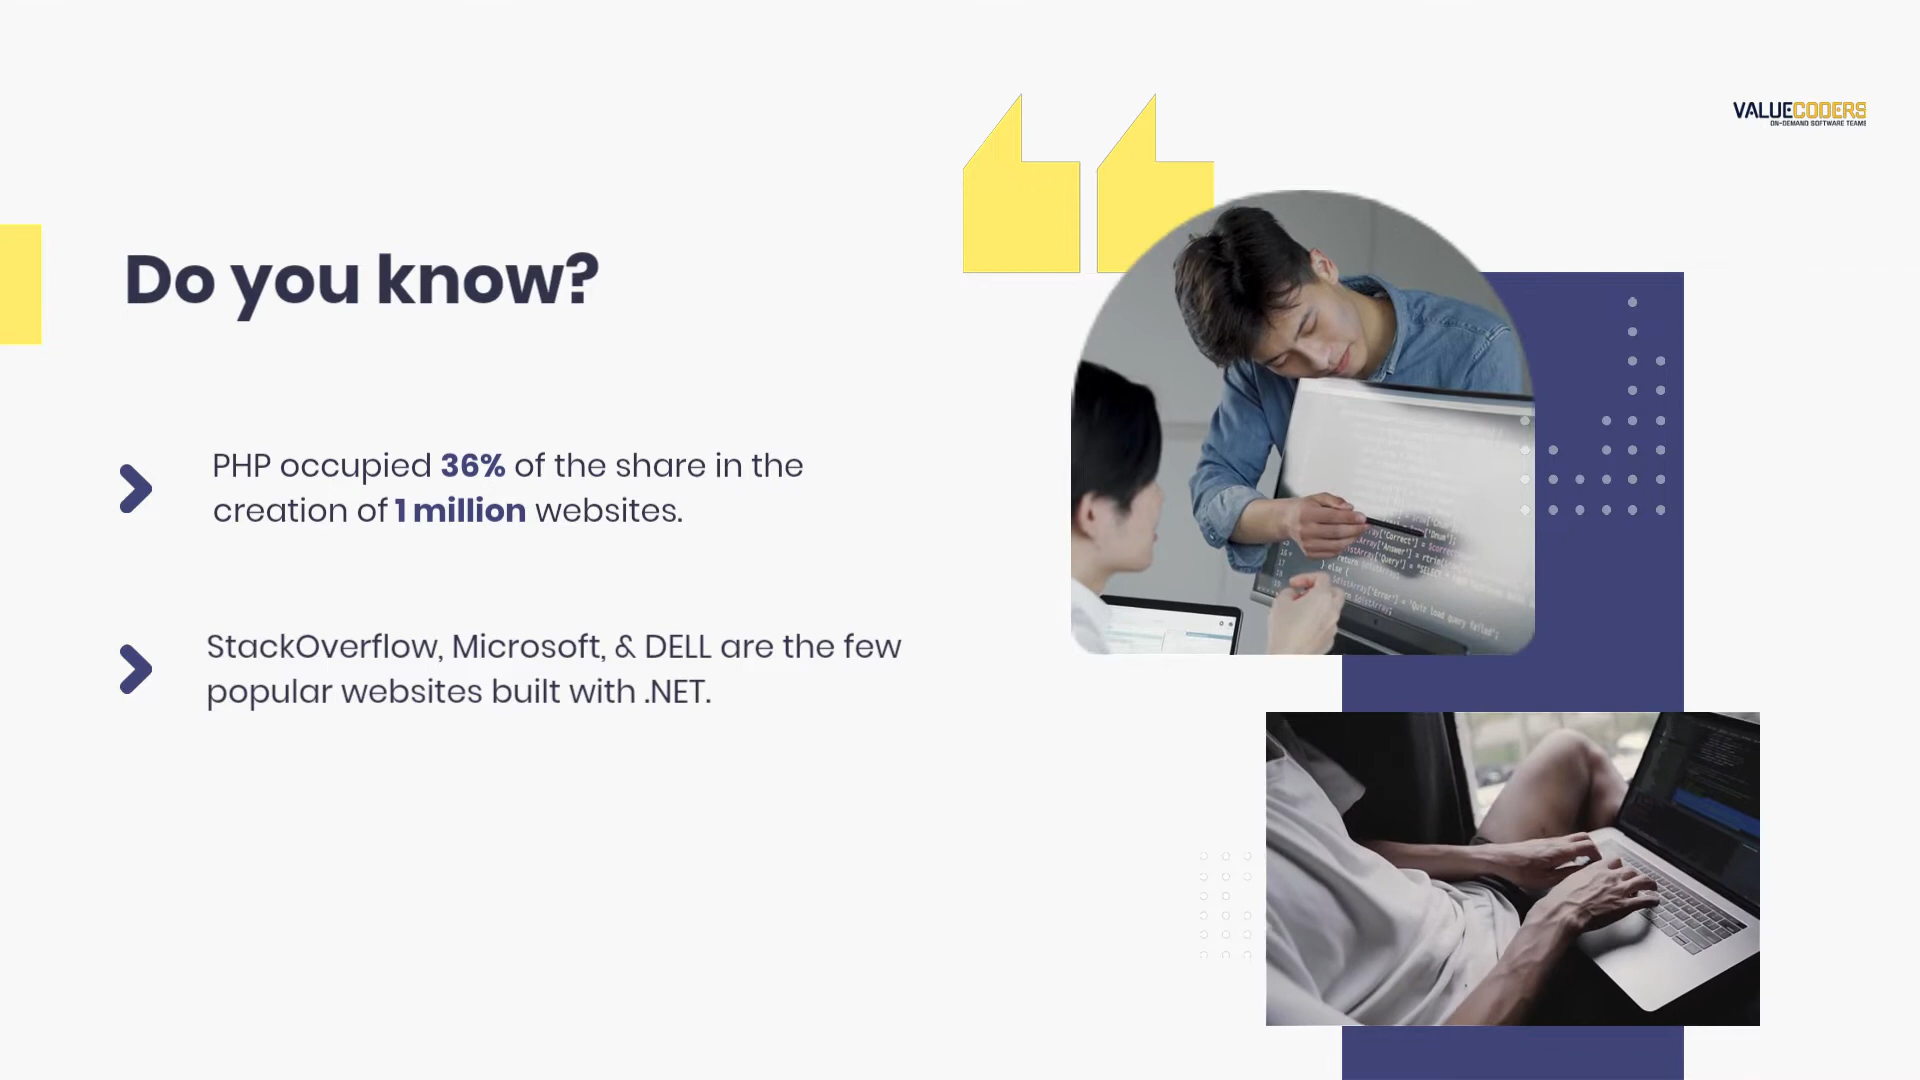 VALUECODERS
ON-DEMAND SOFTWARE TEAMS
Do you know?
PHP occupied 36% of the share in the
creation of 1 million websites.
StackOverflow, Microsoft, & DELL are the few
popular websites built with .NET.
} else {